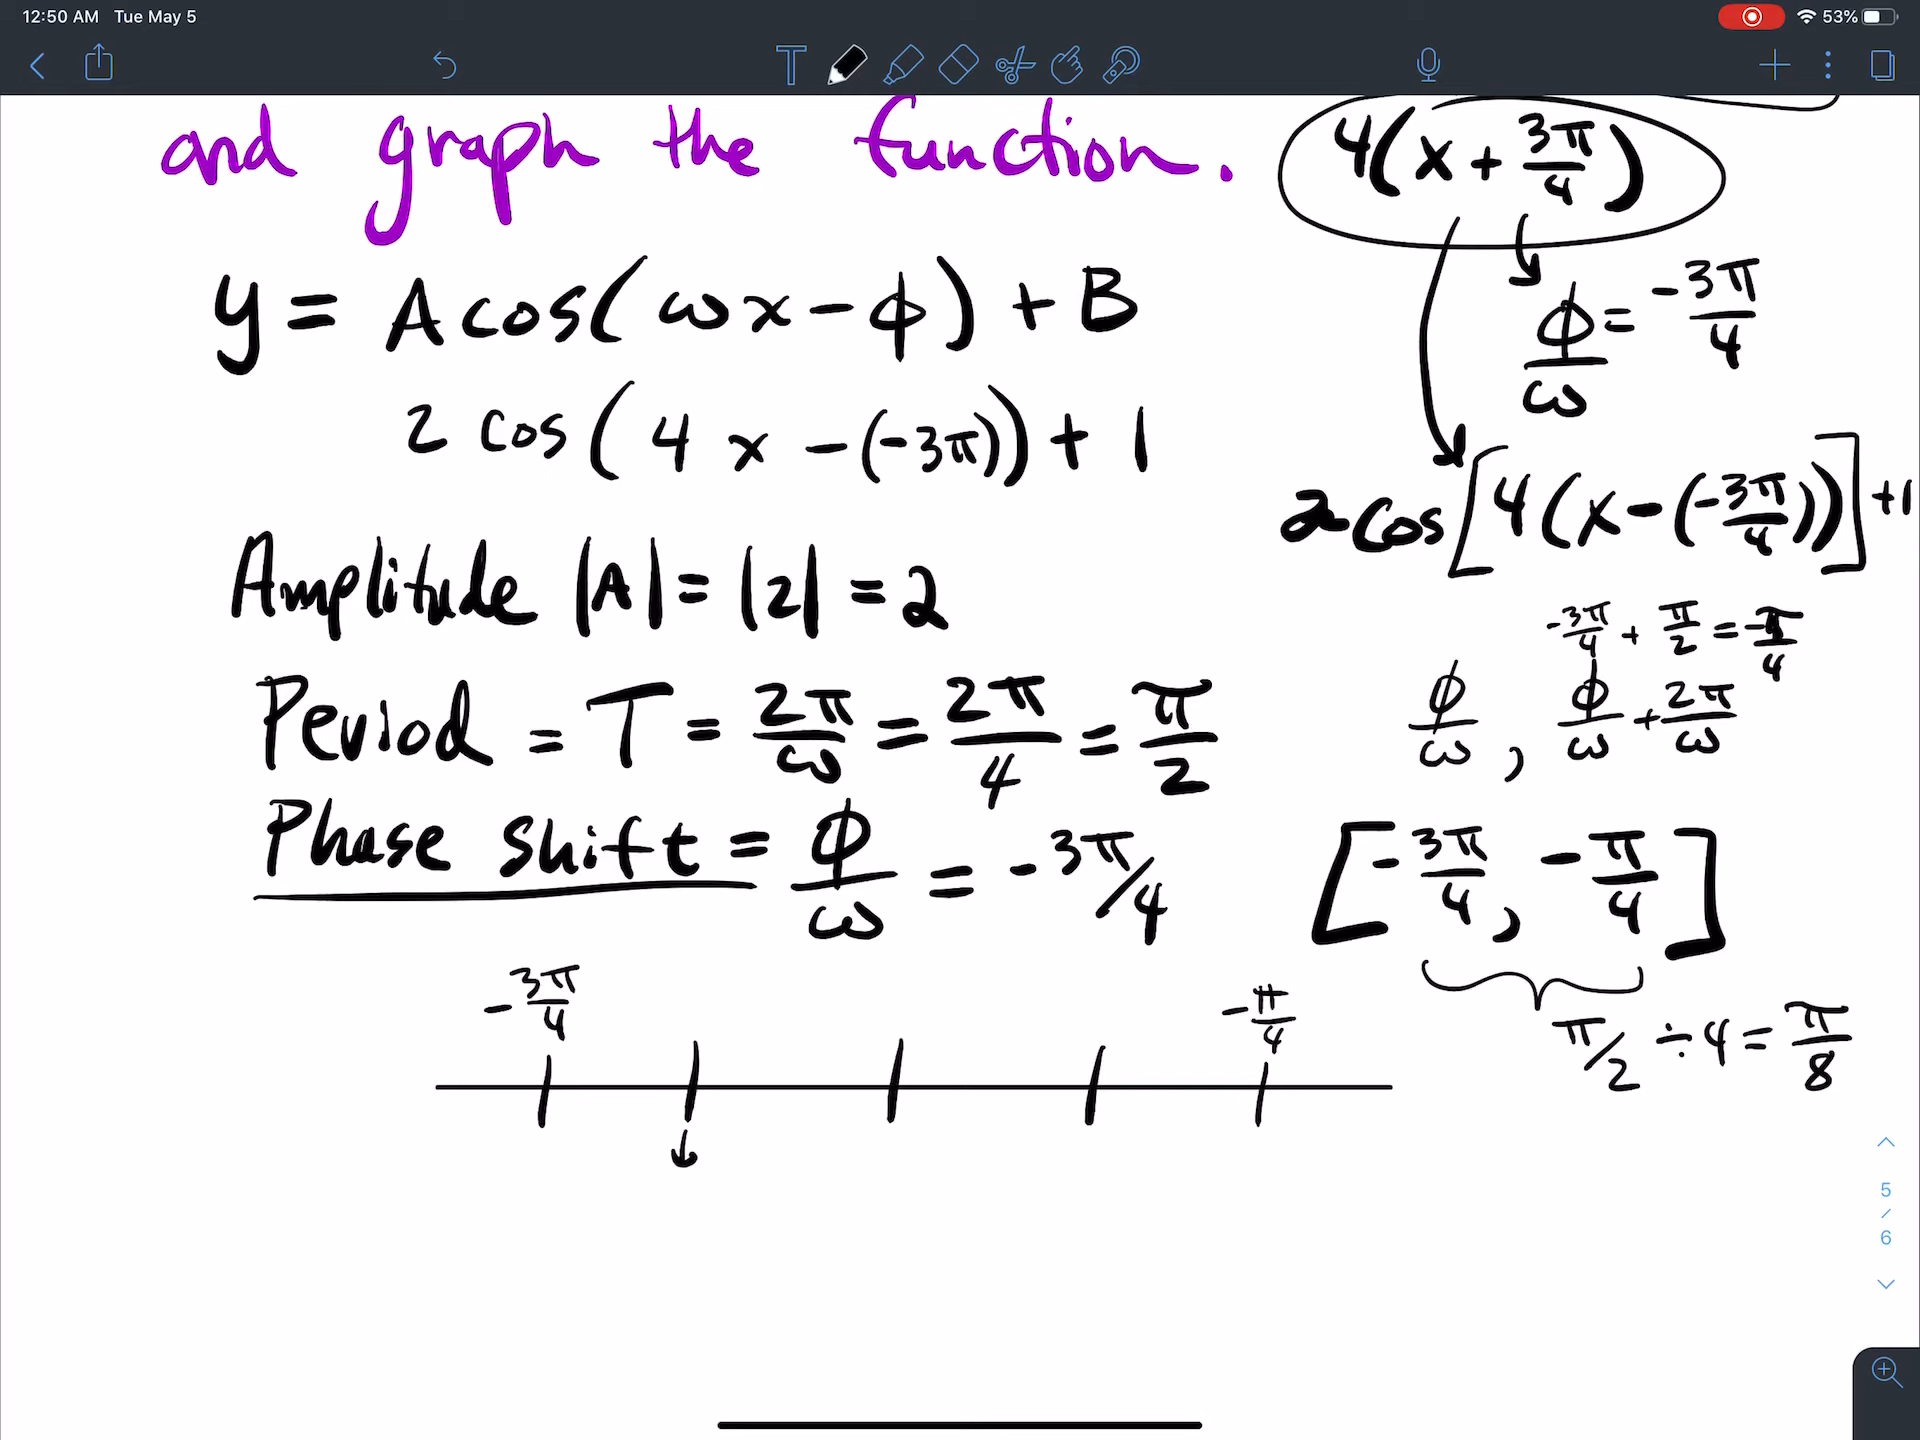 12:50 AM Tue May 5
53%
T
and graph the function.
4(x + 3π/4)
y = A cos(ωx − ϕ) + B
ϕ/ω = -3π/4
2 cos(4x − (-3π)) + 1
2 cos[4(x − (-3π/4))] + 1
Amplitude |A| = |2| = 2
-3π/4 + π/2 = -π/4
Period = T = 2π/ω = 2π/4 = π/2
ϕ/ω, ϕ/ω + 2π/ω
Phase shift = ϕ/ω = -3π/4
[-3π/4, -π/4]
-3π/4
-π/4
π/2 ÷ 4 = π/8
5
/
6